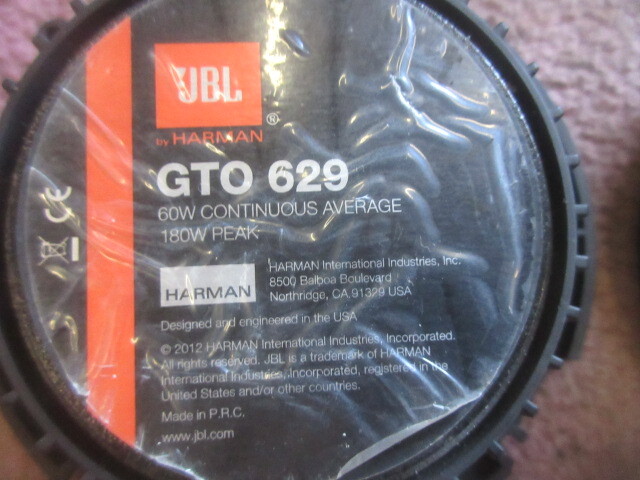 JBL
®
by HARMAN
GTO 629
60W CONTINUOUS AVERAGE
180W PEAK
CE
HARMAN
HARMAN International Industries, Inc.
8500 Balboa Boulevard
Northridge, CA 91329 USA
Designed and engineered in the USA
© 2012 HARMAN International Industries, Incorporated.
All rights reserved. JBL is a trademark of HARMAN
International Industries, Incorporated, registered in the
United States and/or other countries.
Made in P.R.C.
www.jbl.com